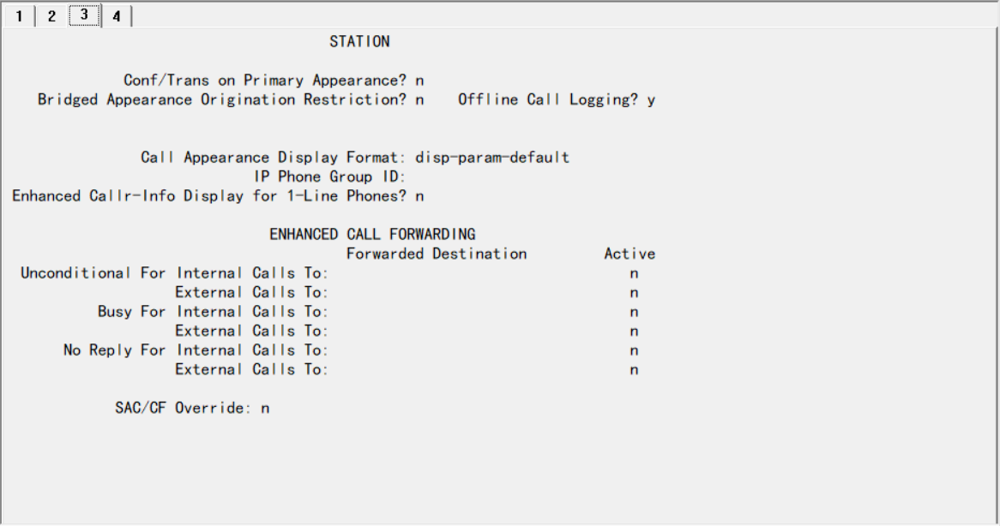 1 2 3 4
STATION
Conf/Trans on Primary Appearance? n
Bridged Appearance Origination Restriction? n Offline Call Logging? y
Call Appearance Display Format: disp-param-default
IP Phone Group ID:
Enhanced Callr-Info Display for 1-Line Phones? n
ENHANCED CALL FORWARDING
Forwarded Destination Active
Unconditional For Internal Calls To: n
External Calls To: n
Busy For Internal Calls To: n
External Calls To: n
No Reply For Internal Calls To: n
External Calls To: n
SAC/CF Override: n